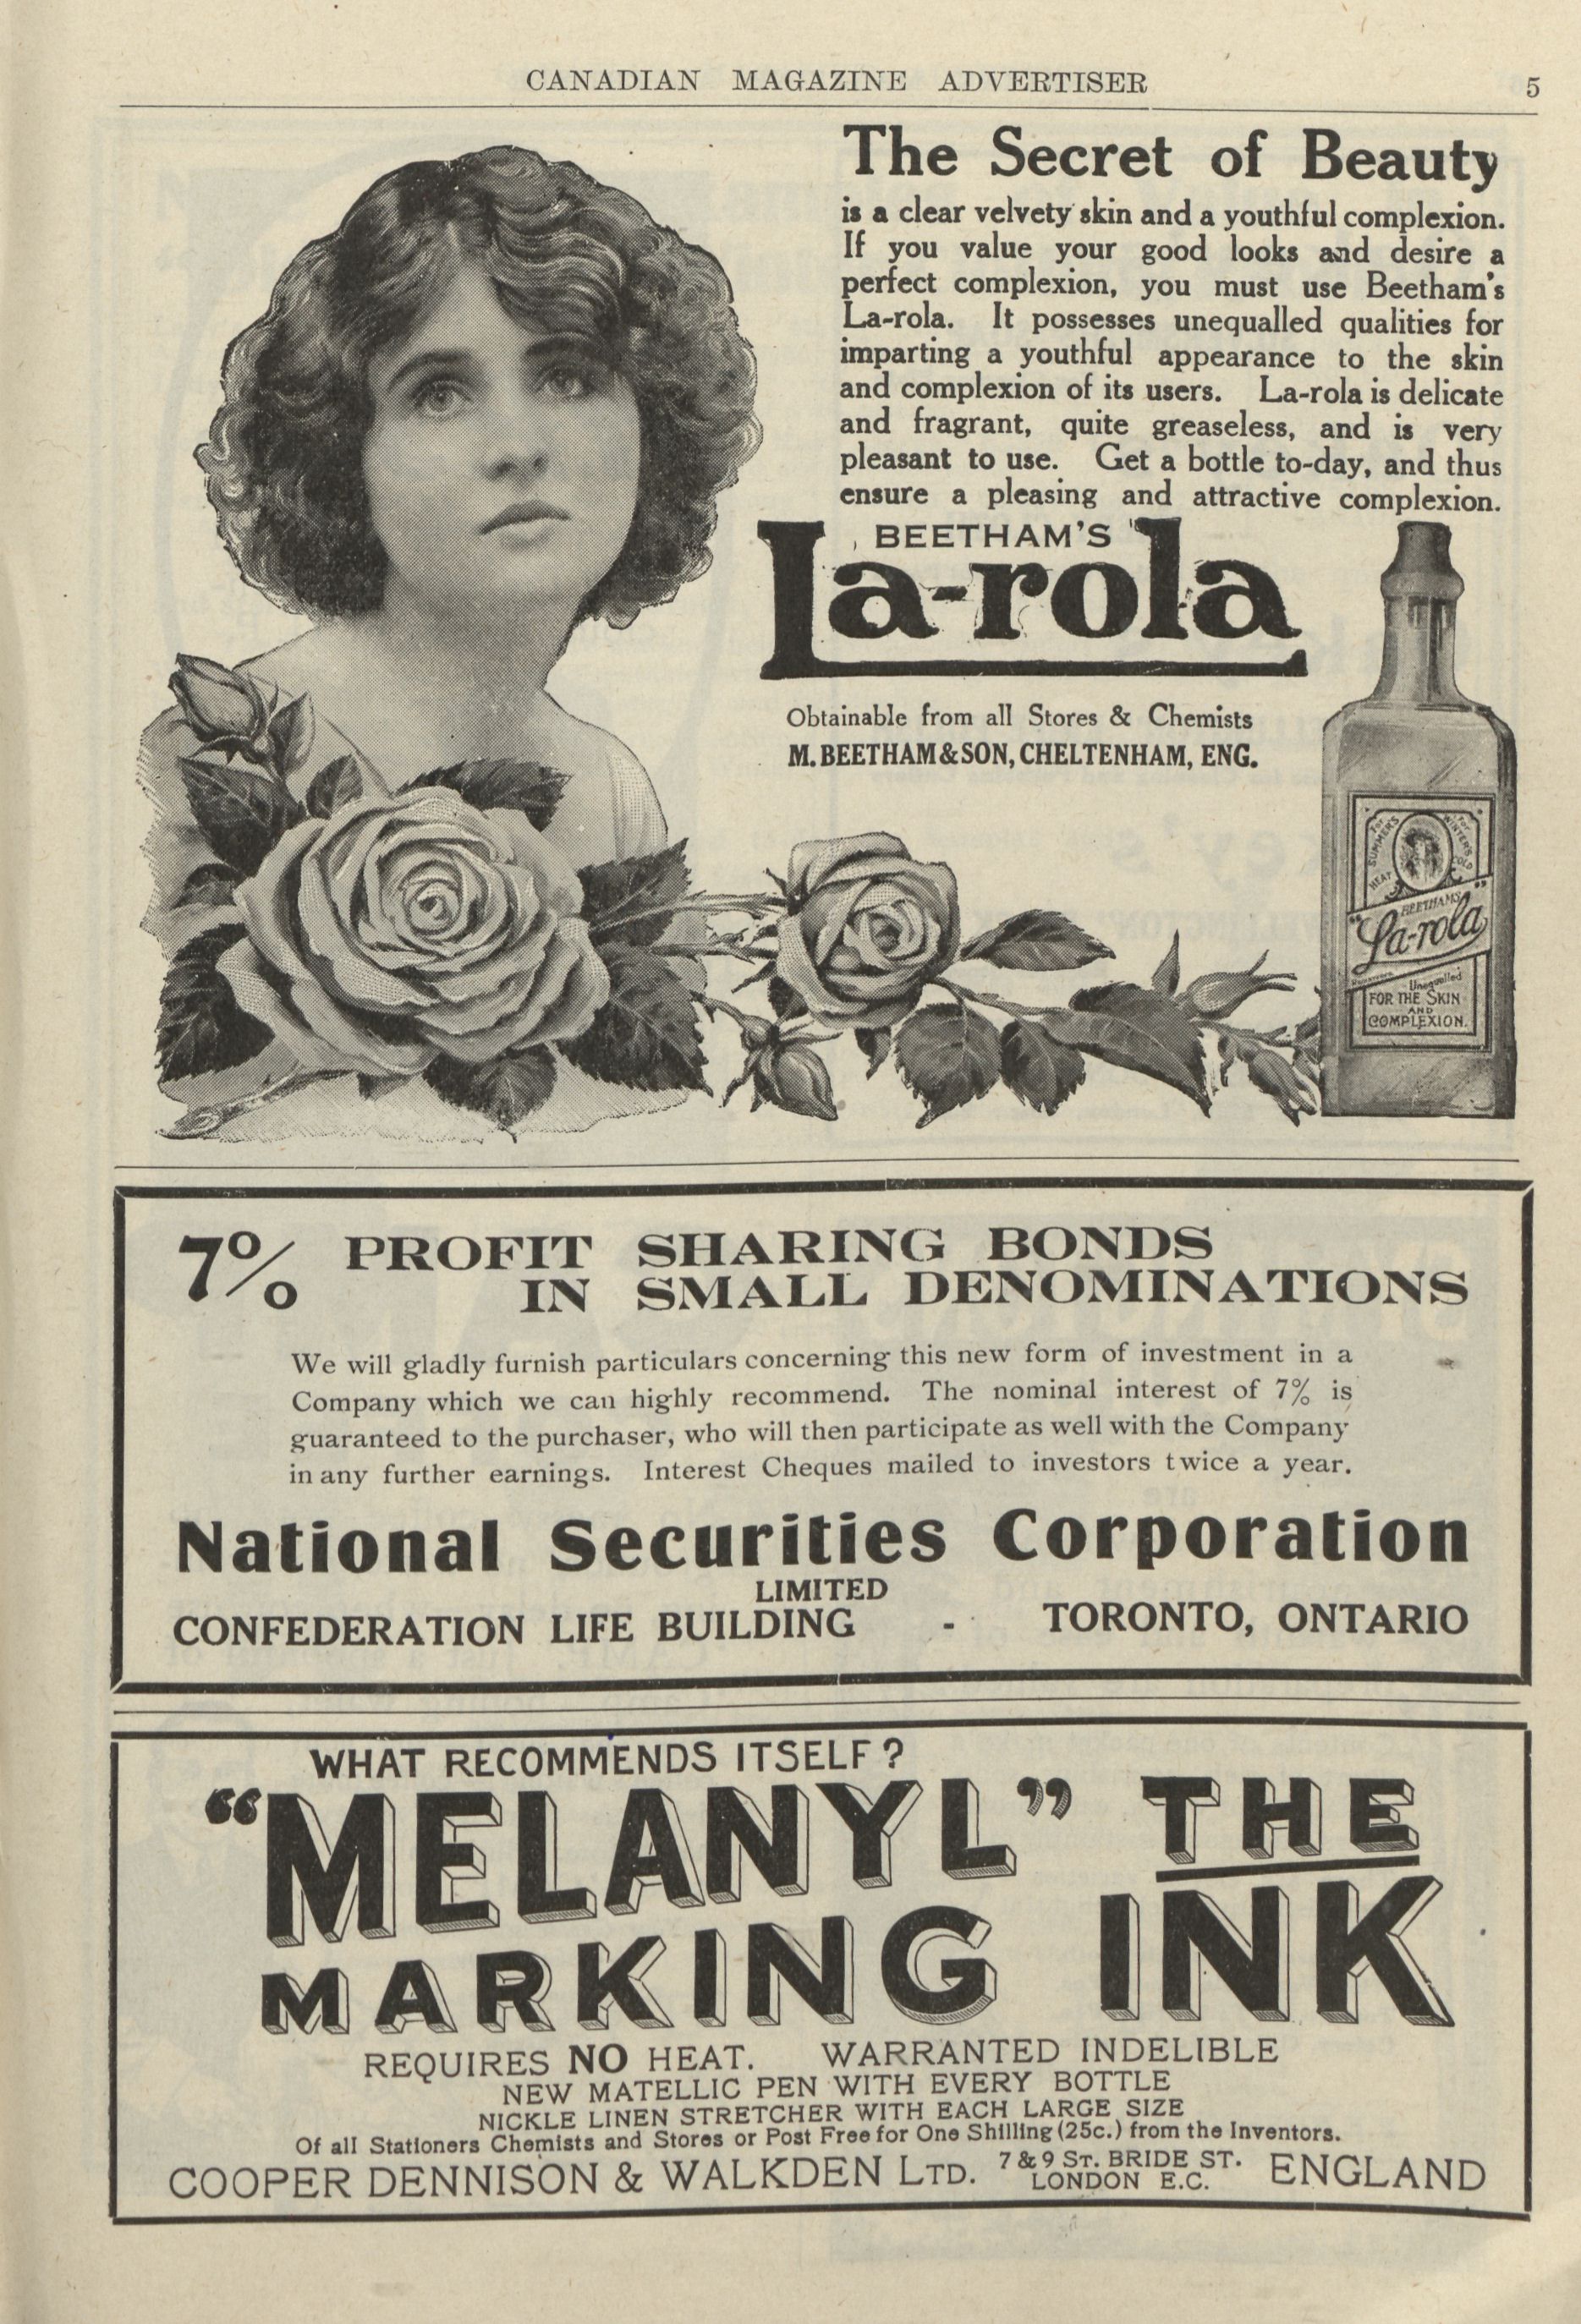 CANADIAN MAGAZINE ADVERTISER 5
The Secret of Beauty
is a clear velvety skin and a youthful complexion.
If you value your good looks and desire a
perfect complexion, you must use Beetham's
La-rola. It possesses unequalled qualities for
imparting a youthful appearance to the skin
and complexion of its users. La-rola is delicate
and fragrant, quite greaseless, and is very
pleasant to use. Get a bottle to-day, and thus
ensure a pleasing and attractive complexion.
BEETHAM'S
La-rola
Obtainable from all Stores & Chemists
M. BEETHAM & SON, CHELTENHAM, ENG.
FOR SUMMER'S HEAT
FOR WINTER'S COLD
BEETHAM'S
"La-rola"
Unequalled
FOR THE SKIN
AND
COMPLEXION.
7% PROFIT SHARING BONDS
IN SMALL DENOMINATIONS
We will gladly furnish particulars concerning this new form of investment in a
Company which we can highly recommend. The nominal interest of 7% is
guaranteed to the purchaser, who will then participate as well with the Company
in any further earnings. Interest Cheques mailed to investors twice a year.
National Securities Corporation
LIMITED
CONFEDERATION LIFE BUILDING - TORONTO, ONTARIO
WHAT RECOMMENDS ITSELF?
"MELANYL" THE
MARKING INK
REQUIRES NO HEAT. WARRANTED INDELIBLE
NEW MATELLIC PEN WITH EVERY BOTTLE
NICKLE LINEN STRETCHER WITH EACH LARGE SIZE
Of all Stationers Chemists and Stores or Post Free for One Shilling (25c.) from the Inventors.
COOPER DENNISON & WALKDEN LTD. 7 & 9 ST. BRIDE ST. LONDON E.C. ENGLAND